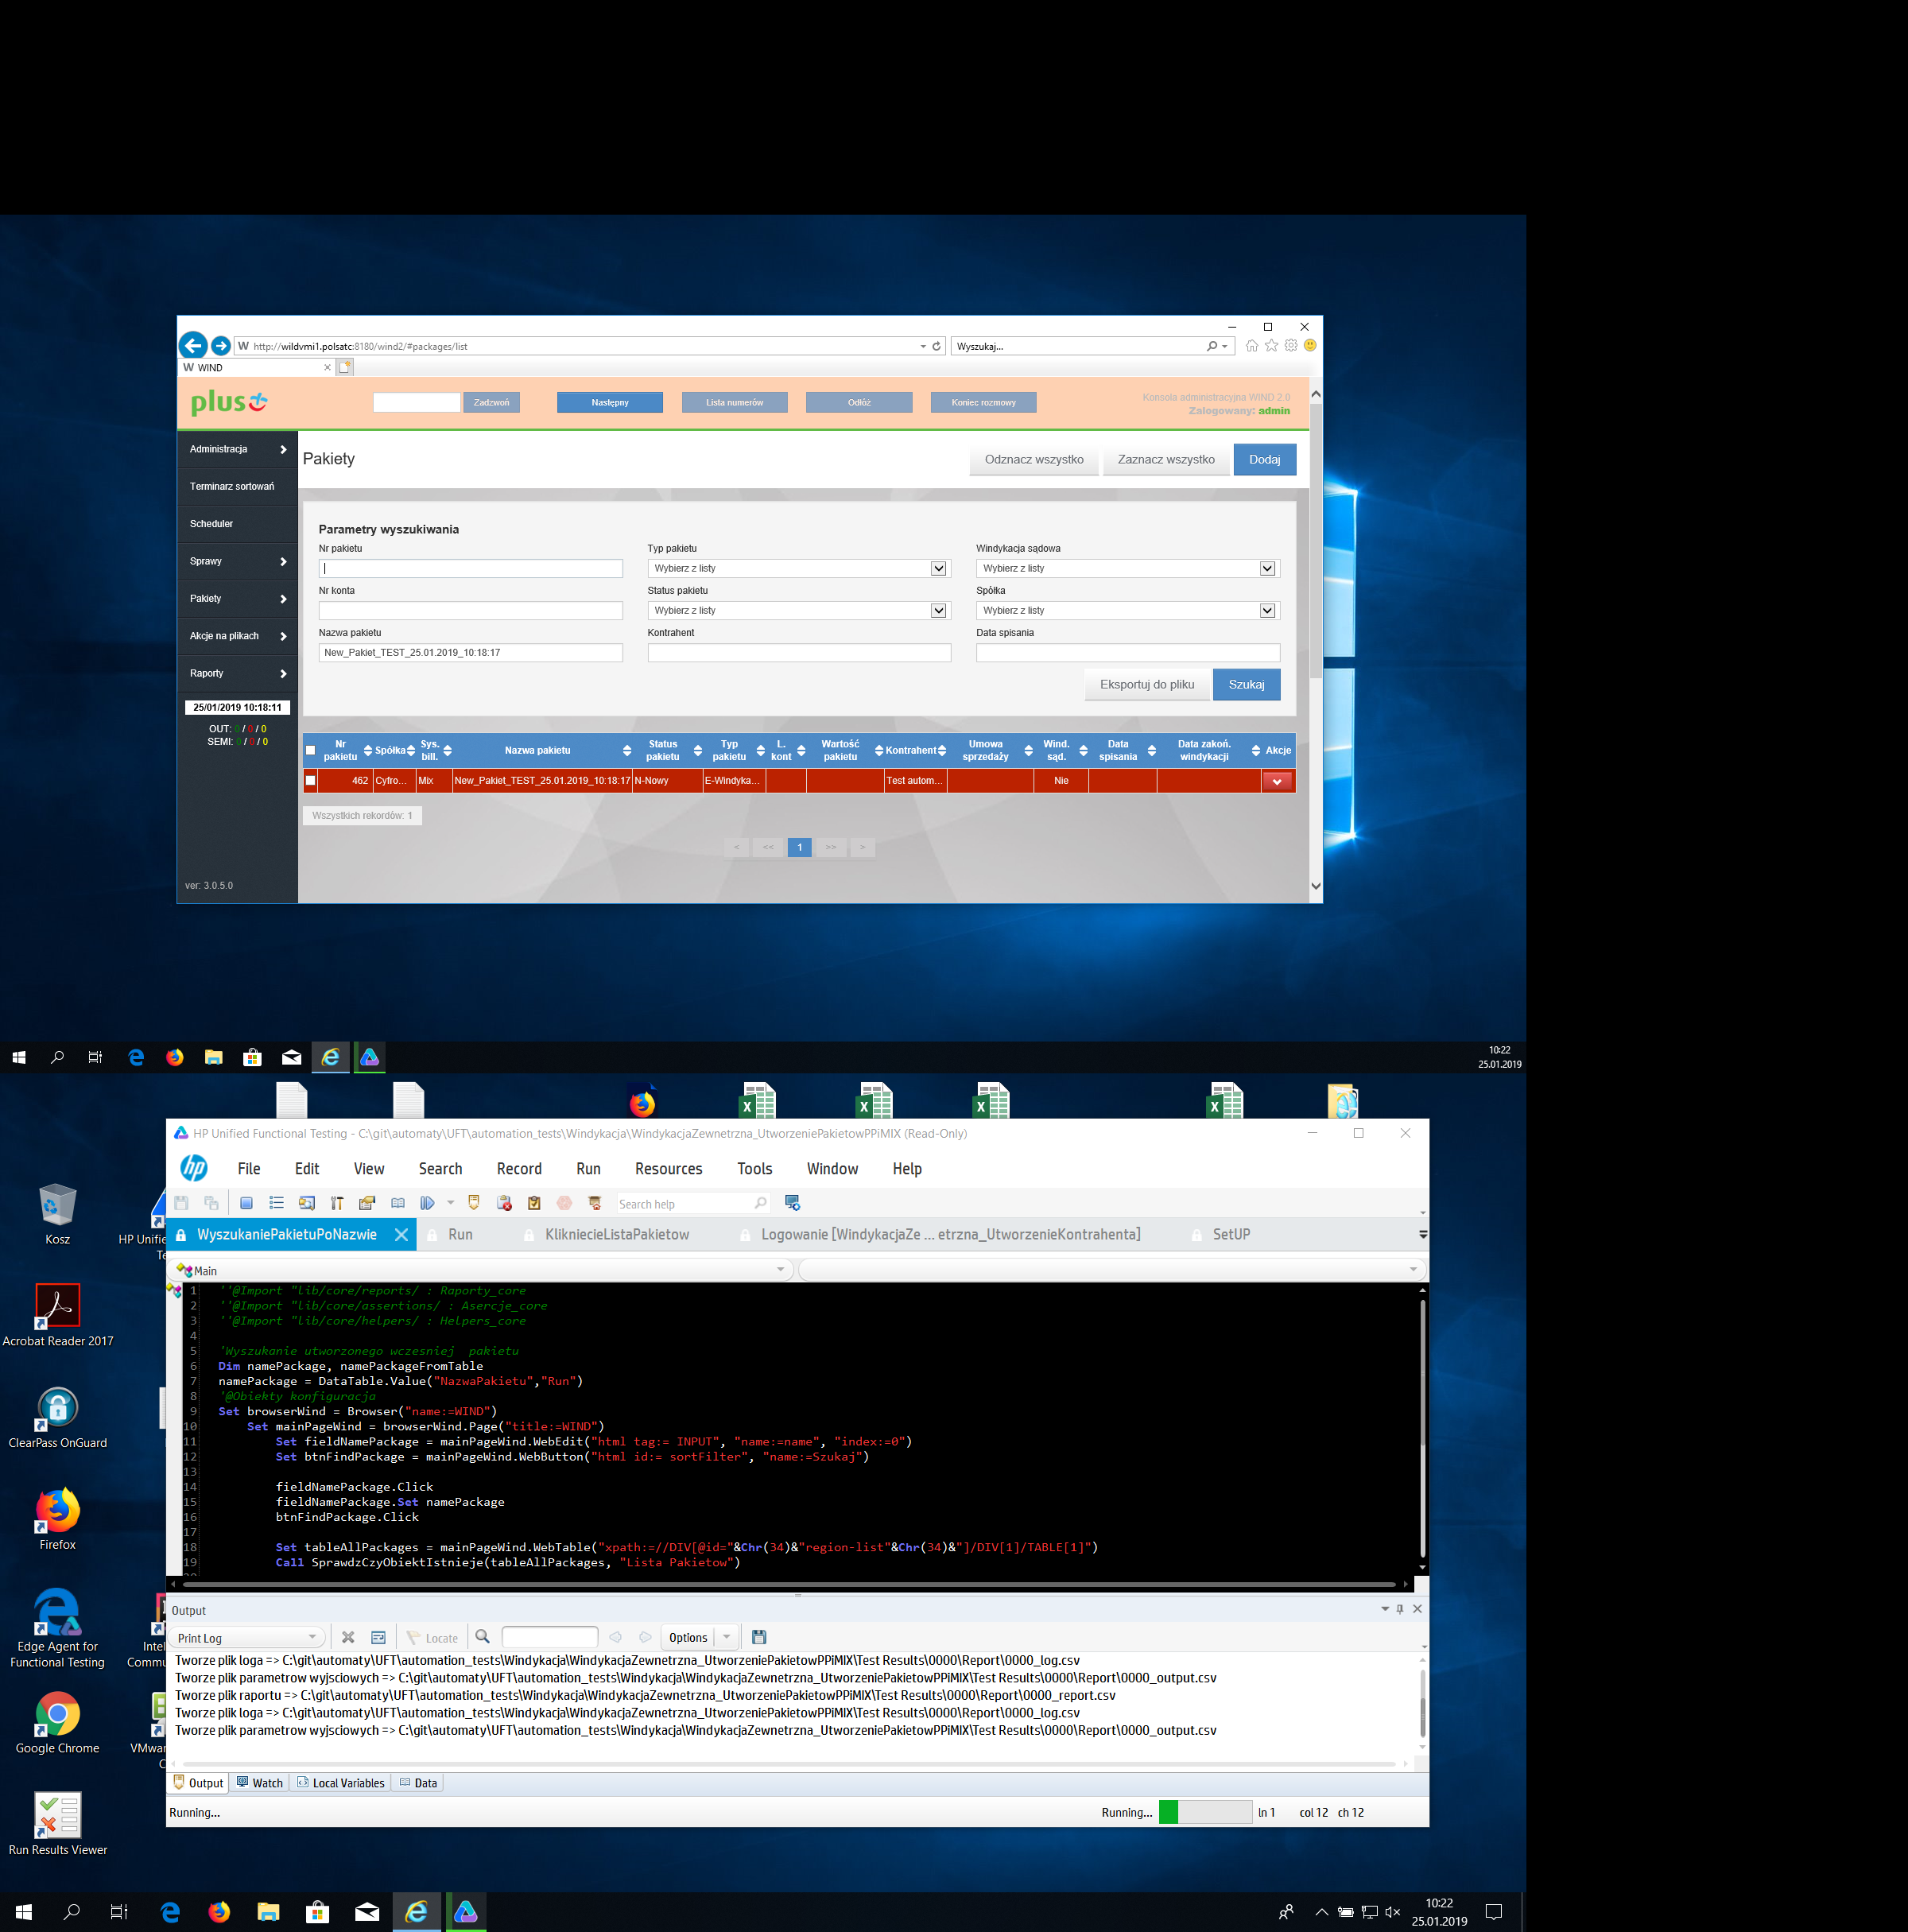 http://wildvmi1.polsatc:8180/wind2/#packages/list
Wyszukaj...
W WIND
plus
Zadzwoń
Następny
Lista numerów
Odłóż
Koniec rozmowy
Konsola administracyjna WIND 2.0
Zalogowany: admin
Administracja
Terminarz sortowań
Scheduler
Sprawy
Pakiety
Akcje na plikach
Raporty
25/01/2019 10:18:11
OUT: 0 / 0 / 0
SEMI: 0 / 0 / 0
ver: 3.0.5.0
Pakiety
Odznacz wszystko
Zaznacz wszystko
Dodaj
Parametry wyszukiwania
Nr pakietu
Typ pakietu
Windykacja sądowa
Wybierz z listy
Wybierz z listy
Nr konta
Status pakietu
Spółka
Wybierz z listy
Wybierz z listy
Nazwa pakietu
Kontrahent
Data spisania
New_Pakiet_TEST_25.01.2019_10:18:17
Eksportuj do pliku
Szukaj
Nr pakietu Spółka Sys. bill. Nazwa pakietu Status pakietu Typ pakietu L. kont Wartość pakietu Kontrahent Umowa sprzedaży Wind. sąd. Data spisania Data zakoń. windykacji Akcje
462 Cyfro... Mix New_Pakiet_TEST_25.01.2019_10:18:17 N-Nowy E-Windyka... Test autom... Nie
Wszystkich rekordów: 1
< << 1 >> >
10:22
25.01.2019
HP Unified Functional Testing - C:\git\automaty\UFT\automation_tests\Windykacja\WindykacjaZewnetrzna_UtworzeniePakietowPPiMIX (Read-Only)
hp File Edit View Search Record Run Resources Tools Window Help
Search help
WyszukaniePakietuPoNazwie
Run
KlikniecieListaPakietow
Logowanie [WindykacjaZe ... etrzna_UtworzenieKontrahenta]
SetUP
Main
1 ''@Import "lib/core/reports/ : Raporty_core
2 ''@Import "lib/core/assertions/ : Asercje_core
3 ''@Import "lib/core/helpers/ : Helpers_core
4
5 'Wyszukanie utworzonego wczesniej  pakietu
6 Dim namePackage, namePackageFromTable
7 namePackage = DataTable.Value("NazwaPakietu","Run")
8 '@Obiekty konfiguracja
9 Set browserWind = Browser("name:=WIND")
10 Set mainPageWind = browserWind.Page("title:=WIND")
11 Set fieldNamePackage = mainPageWind.WebEdit("html tag:= INPUT", "name:=name", "index:=0")
12 Set btnFindPackage = mainPageWind.WebButton("html id:= sortFilter", "name:=Szukaj")
13
14 fieldNamePackage.Click
15 fieldNamePackage.Set namePackage
16 btnFindPackage.Click
17
18 Set tableAllPackages = mainPageWind.WebTable("xpath:=//DIV[@id="&Chr(34)&"region-list"&Chr(34)&"]/DIV[1]/TABLE[1]")
19 Call SprawdzCzyObiektIstnieje(tableAllPackages, "Lista Pakietow")
Output
Print Log
Locate
Options
Tworze plik loga => C:\git\automaty\UFT\automation_tests\Windykacja\WindykacjaZewnetrzna_UtworzeniePakietowPPiMIX\Test Results\0000\Report\0000_log.csv
Tworze plik parametrow wyjsciowych => C:\git\automaty\UFT\automation_tests\Windykacja\WindykacjaZewnetrzna_UtworzeniePakietowPPiMIX\Test Results\0000\Report\0000_output.csv
Tworze plik raportu => C:\git\automaty\UFT\automation_tests\Windykacja\WindykacjaZewnetrzna_UtworzeniePakietowPPiMIX\Test Results\0000\Report\0000_report.csv
Tworze plik loga => C:\git\automaty\UFT\automation_tests\Windykacja\WindykacjaZewnetrzna_UtworzeniePakietowPPiMIX\Test Results\0000\Report\0000_log.csv
Tworze plik parametrow wyjsciowych => C:\git\automaty\UFT\automation_tests\Windykacja\WindykacjaZewnetrzna_UtworzeniePakietowPPiMIX\Test Results\0000\Report\0000_output.csv
Output
Watch
Local Variables
Data
Running...
Running...
ln 1 col 12 ch 12
Kosz
HP Unifie
Te
Acrobat Reader 2017
ClearPass OnGuard
Firefox
Edge Agent for
Functional Testing
Intel
Commu
Google Chrome
VMwar
C
Run Results Viewer
10:22
25.01.2019